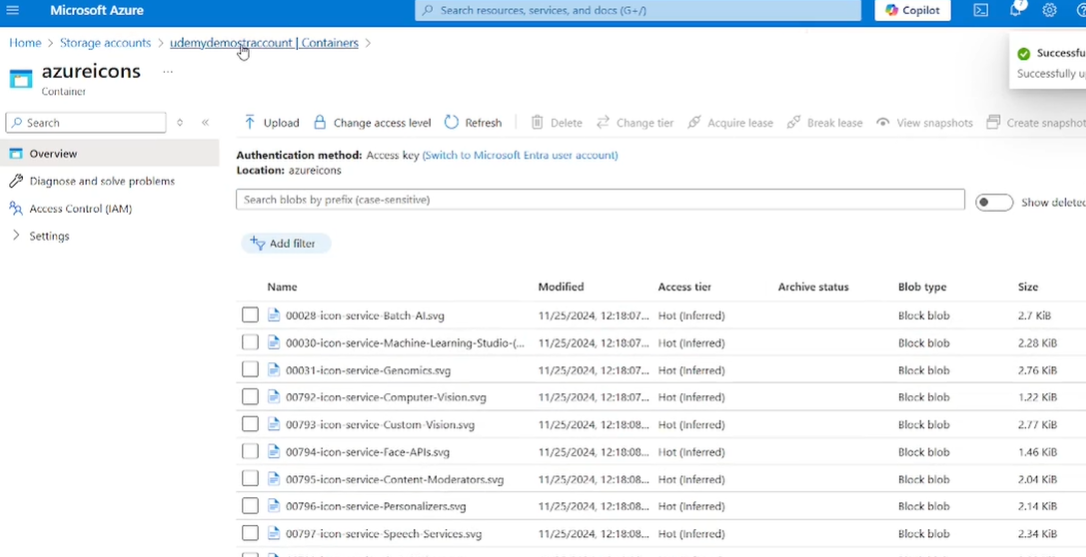 Microsoft Azure
Search resources, services, and docs (G+/)
Copilot
7
Home > Storage accounts > udemydemostraccount | Containers >
azureicons ...
Container
Successfu
Successfully up
Search
Overview
Diagnose and solve problems
Access Control (IAM)
Settings
Upload Change access level Refresh Delete Change tier Acquire lease Break lease View snapshots Create snapshot
Authentication method: Access key (Switch to Microsoft Entra user account)
Location: azureicons
Search blobs by prefix (case-sensitive)
Show deleted
Add filter
Name Modified Access tier Archive status Blob type Size
00028-icon-service-Batch-AI.svg 11/25/2024, 12:18:07... Hot (Inferred) Block blob 2.7 KiB
00030-icon-service-Machine-Learning-Studio-(... 11/25/2024, 12:18:07... Hot (Inferred) Block blob 2.28 KiB
00031-icon-service-Genomics.svg 11/25/2024, 12:18:07... Hot (Inferred) Block blob 2.76 KiB
00792-icon-service-Computer-Vision.svg 11/25/2024, 12:18:07... Hot (Inferred) Block blob 1.22 KiB
00793-icon-service-Custom-Vision.svg 11/25/2024, 12:18:08... Hot (Inferred) Block blob 2.77 KiB
00794-icon-service-Face-APIs.svg 11/25/2024, 12:18:08... Hot (Inferred) Block blob 1.46 KiB
00795-icon-service-Content-Moderators.svg 11/25/2024, 12:18:08... Hot (Inferred) Block blob 2.04 KiB
00796-icon-service-Personalizers.svg 11/25/2024, 12:18:08... Hot (Inferred) Block blob 2.14 KiB
00797-icon-service-Speech-Services.svg 11/25/2024, 12:18:08... Hot (Inferred) Block blob 2.34 KiB